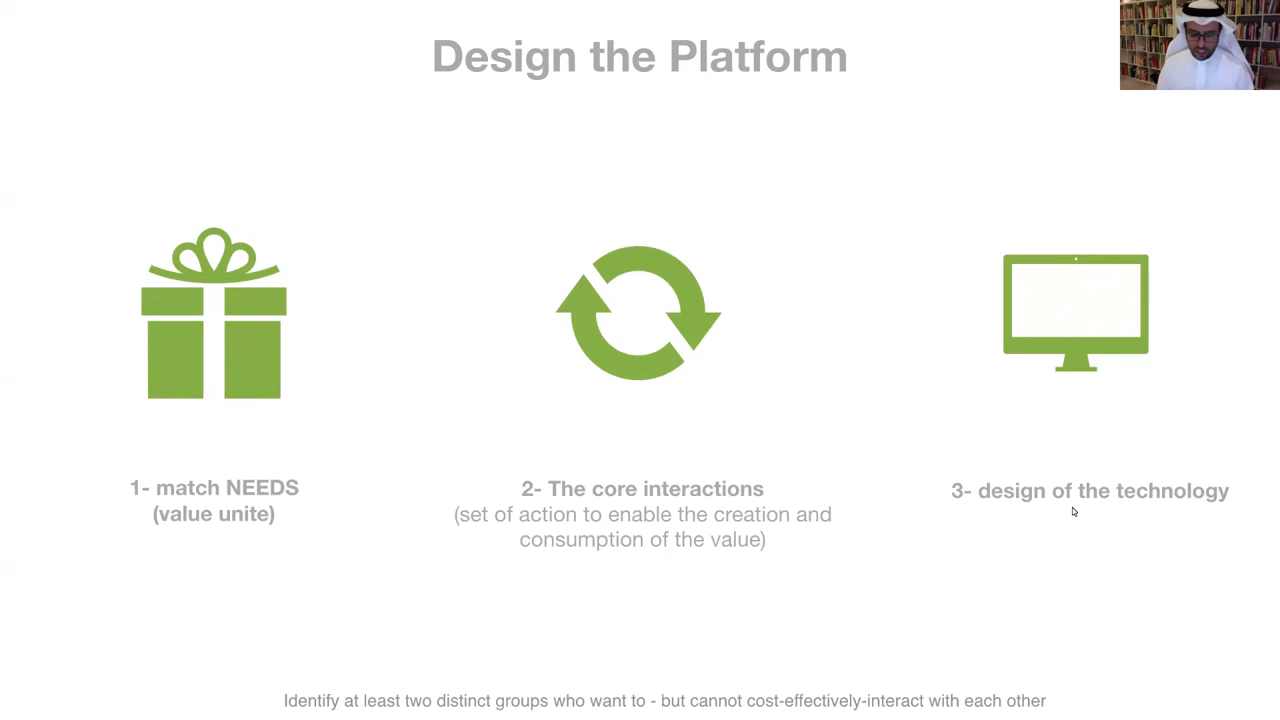 Design the Platform
1- match NEEDS
(value unite)
2- The core interactions
(set of action to enable the creation and
consumption of the value)
3- design of the technology
Identify at least two distinct groups who want to - but cannot cost-effectively-interact with each other